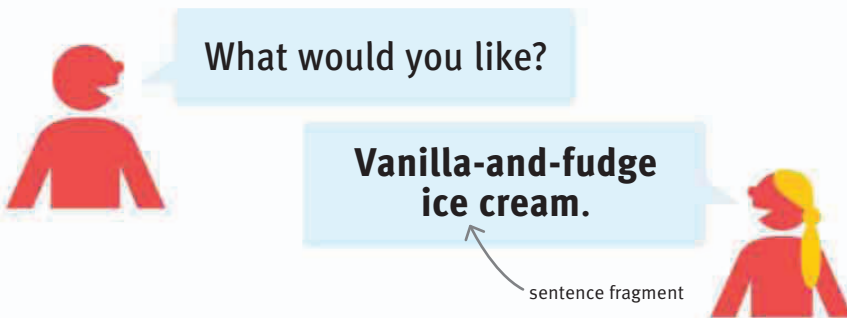 What would you like?
Vanilla-and-fudge
ice cream.
sentence fragment